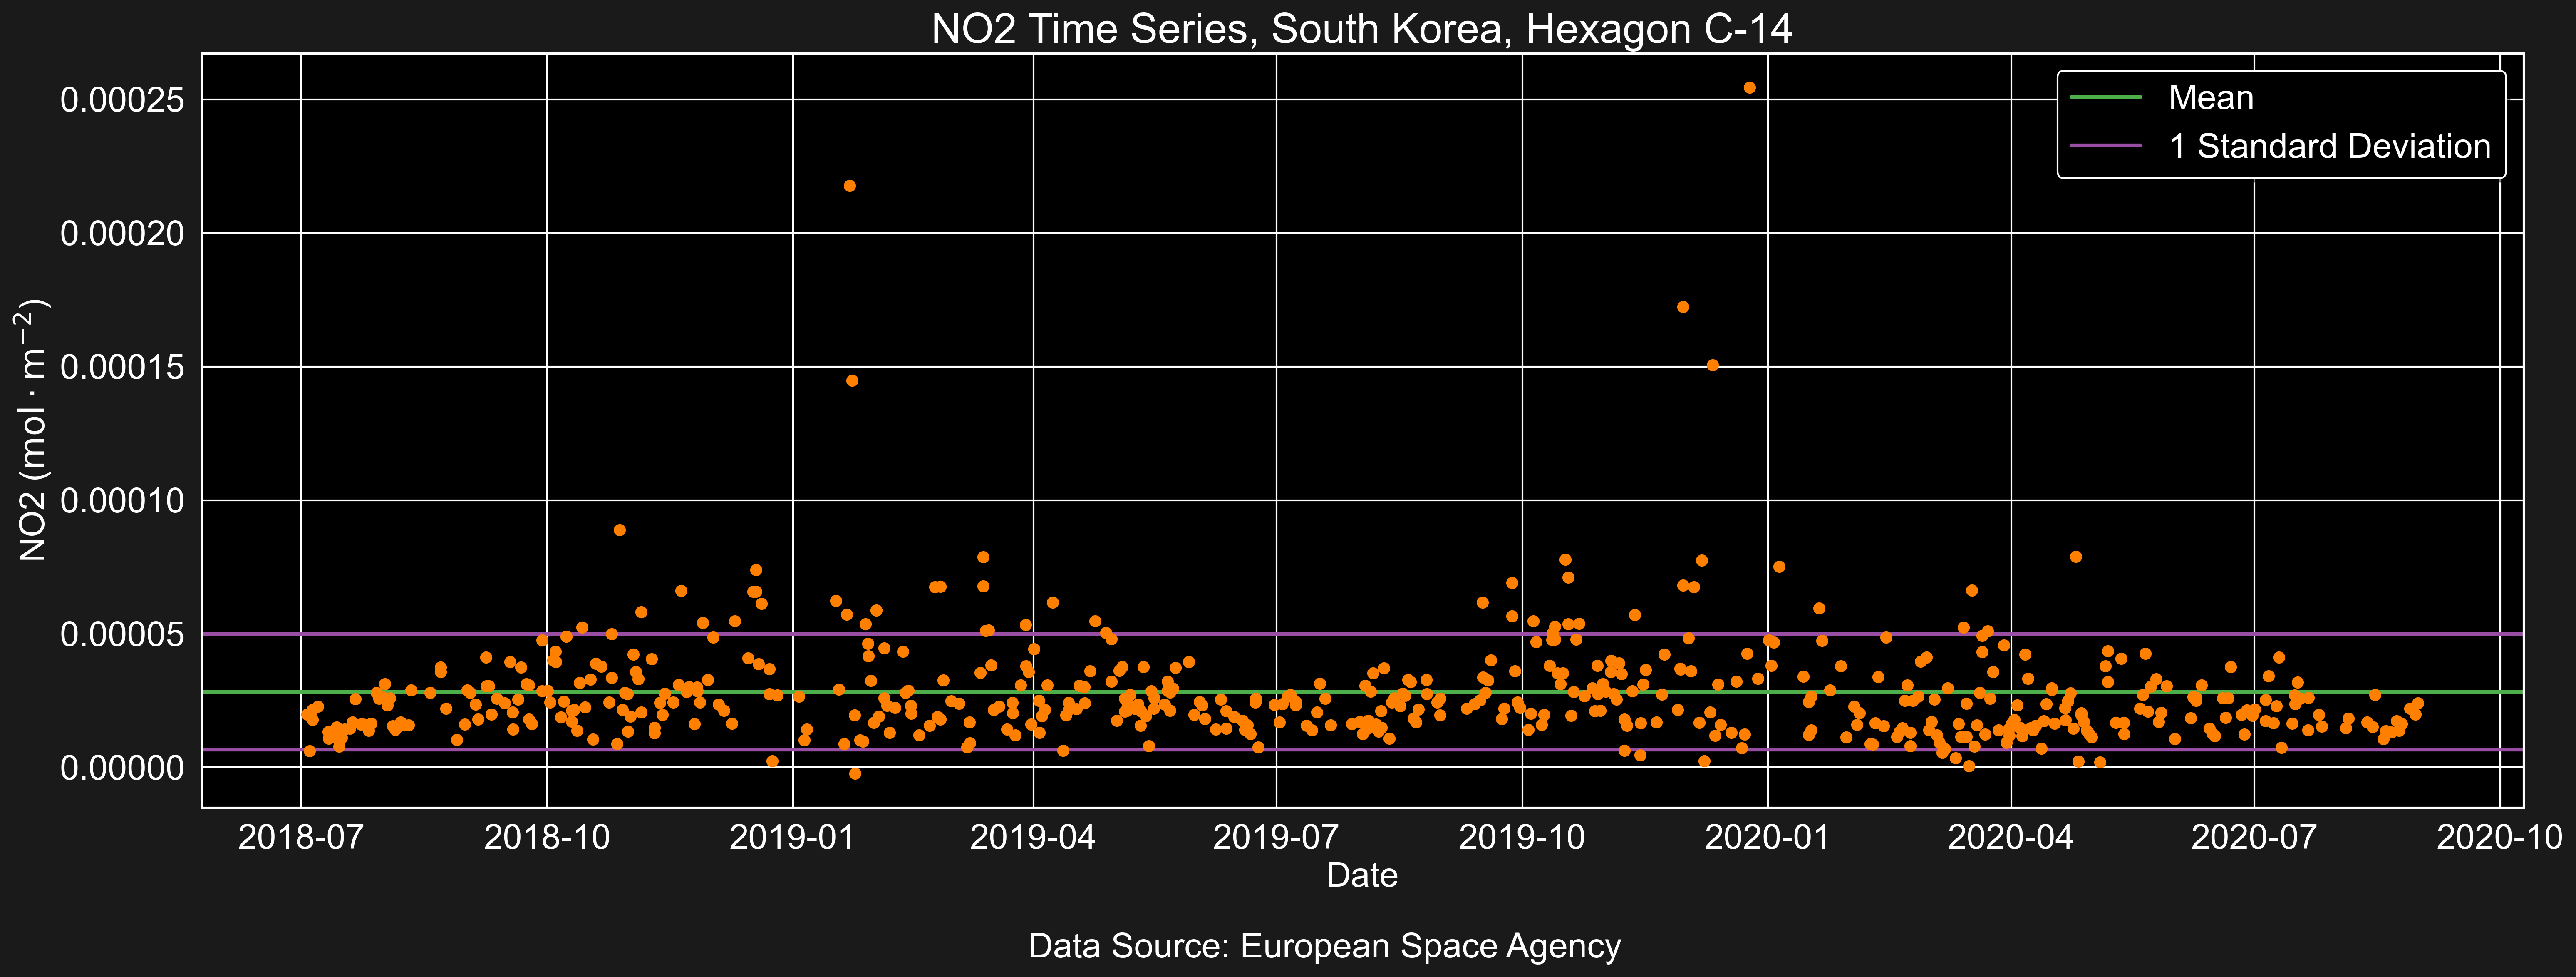 NO2 Time Series, South Korea, Hexagon C-14
Mean
1 Standard Deviation
NO2 (mol · m⁻²)
0.00025
0.00020
0.00015
0.00010
0.00005
0.00000
2018-07 2018-10 2019-01 2019-04 2019-07 2019-10 2020-01 2020-04 2020-07 2020-10
Date
Data Source: European Space Agency